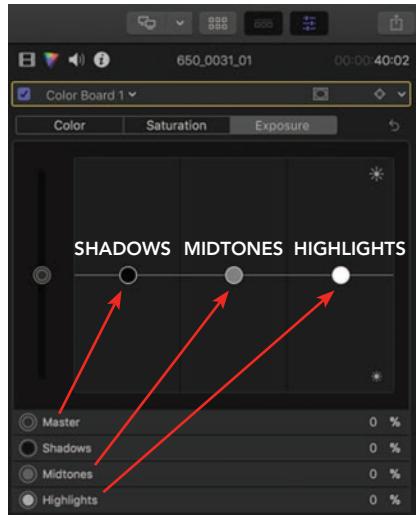 650_0031_01 00:00:40:02
Color Board 1
Color Saturation Exposure
SHADOWS MIDTONES HIGHLIGHTS
Master 0 %
Shadows 0 %
Midtones 0 %
Highlights 0 %